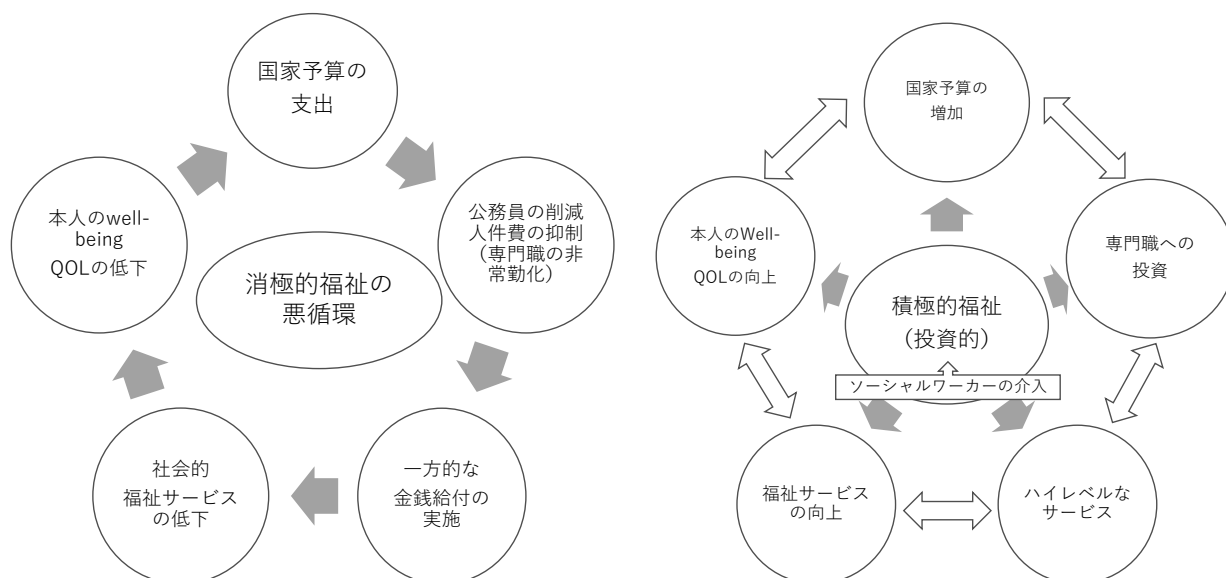 国家予算の
支出
公務員の削減
人件費の抑制
（専門職の非
常勤化）
一方的な
金銭給付の
実施
社会的
福祉サービス
の低下
本人のwell-
being
QOLの低下
消極的福祉の
悪循環
国家予算の
増加
専門職への
投資
ハイレベルな
サービス
福祉サービス
の向上
本人のWell-
being
QOLの向上
積極的福祉
（投資的）
ソーシャルワーカーの介入